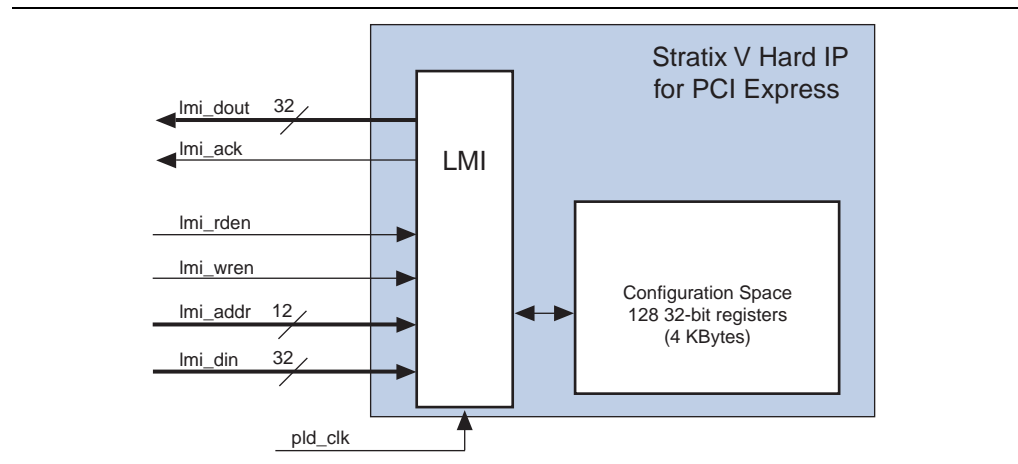 Stratix V Hard IP
for PCI Express
lmi_dout 32
lmi_ack
LMI
lmi_rden
lmi_wren
lmi_addr 12
lmi_din 32
Configuration Space
128 32-bit registers
(4 KBytes)
pld_clk